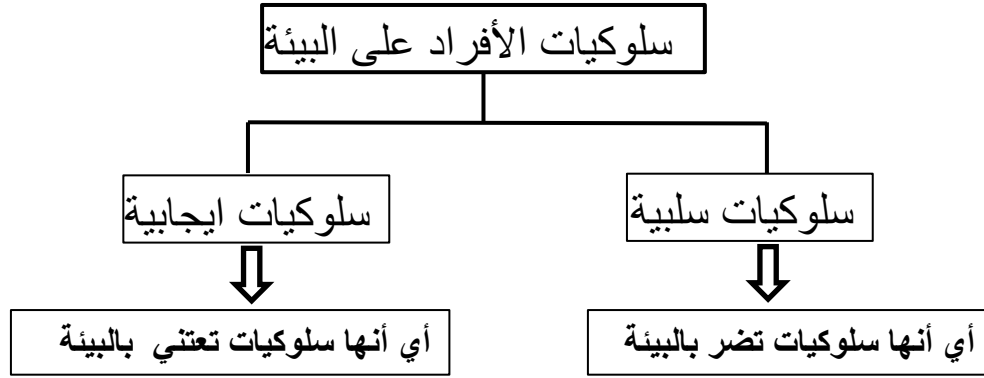 سلوكيات الأفراد على البيئة
سلوكيات سلبية
سلوكيات ايجابية
أي أنها سلوكيات تضر بالبيئة
أي أنها سلوكيات تعتني بالبيئة